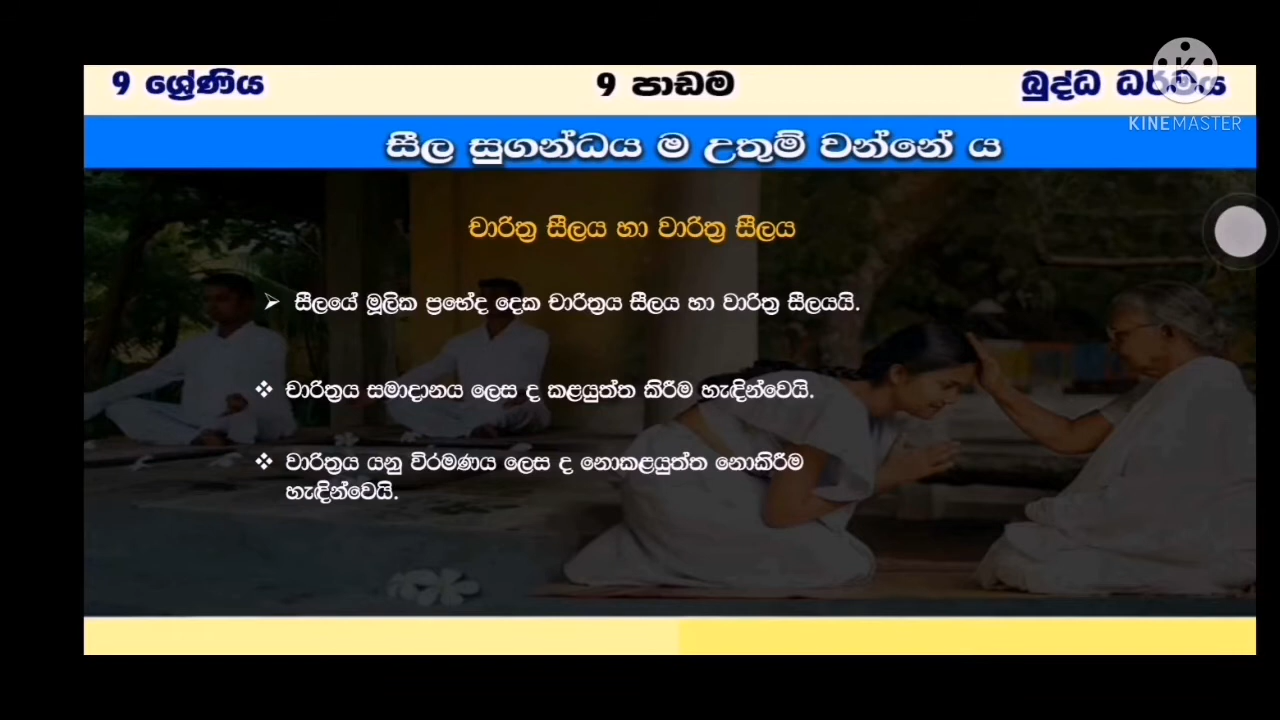 9 ශ්‍රේණිය 9 පාඩම බුද්ධ ධර්මය
KINEMASTER
සීල සුගන්ධය ම උතුම් වන්නේ ය
චාරිත්‍ර සීලය හා වාරිත්‍ර සීලය
➢ සීලයේ මූලික ප්‍රභේද දෙක චාරිත්‍රය සීලය හා වාරිත්‍ර සීලයයි.
❖ චාරිත්‍රය සමාදානය ලෙස ද කළයුත්ත කිරීම හැඳින්වෙයි.
❖ වාරිත්‍රය යනු විරමණය ලෙස ද නොකළයුත්ත නොකිරීම
හැඳින්වෙයි.